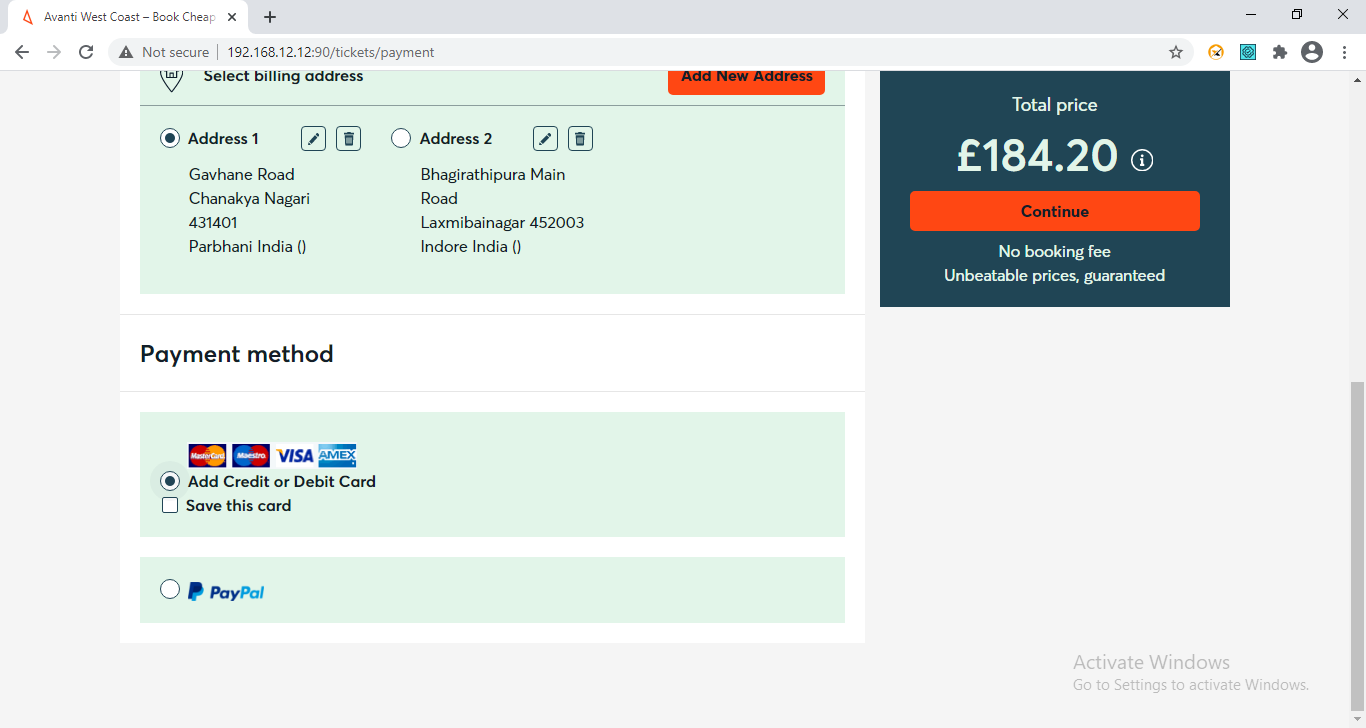 Avanti West Coast – Book Cheap
Not secure
192.168.12.12:90/tickets/payment
Select billing address
Add New Address
Address 1
Gavhane Road
Chanakya Nagari
431401
Parbhani India ()
Address 2
Bhagirathipura Main
Road
Laxmibainagar 452003
Indore India ()
Total price
£184.20
Continue
No booking fee
Unbeatable prices, guaranteed
Payment method
MasterCard Maestro VISA AMEX
Add Credit or Debit Card
Save this card
PayPal
Activate Windows
Go to Settings to activate Windows.